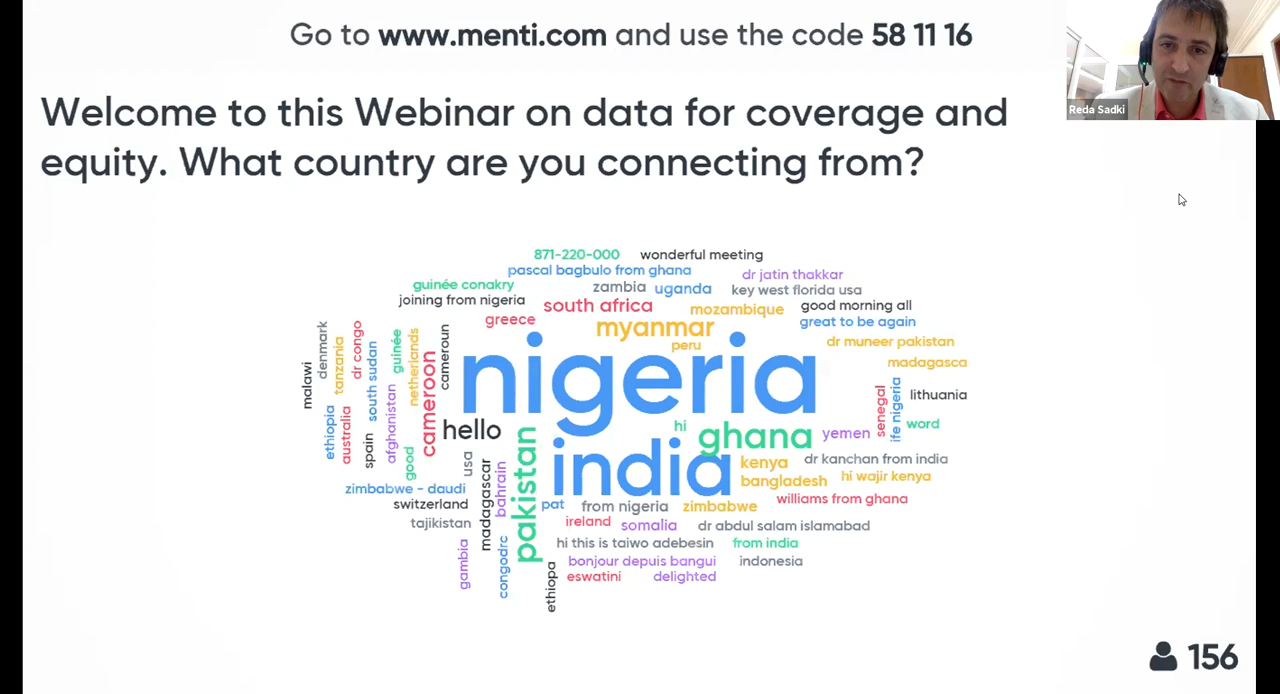 Go to www.menti.com and use the code 58 11 16
Reda Sadki
Welcome to this Webinar on data for coverage and
equity. What country are you connecting from?
871-220-000
wonderful meeting
pascal bagbulo from ghana
dr jatin thakkar
guinée conakry
zambia
uganda
key west florida usa
joining from nigeria
south africa
mozambique
good morning all
greece
myanmar
great to be again
peru
dr muneer pakistan
madagasca
nigeria
malawi
denmark
tanzania
dr congo
south sudan
guinée
netherlands
cameroon
cameroun
senegal
ife nigeria
lithuania
word
ethiopia
australia
spain
afghanistan
good
hello
hi
ghana
yemen
india
kenya
dr kanchan from india
bangladesh
hi wajir kenya
usa
madagascar
bahrain
pakistan
zimbabwe - daudi
switzerland
tajikistan
pat
from nigeria
zimbabwe
williams from ghana
ireland
somalia
dr abdul salam islamabad
hi this is taiwo adebesin
from india
gambia
congodrc
ethiopa
bonjour depuis bangui
indonesia
eswatini
delighted
156